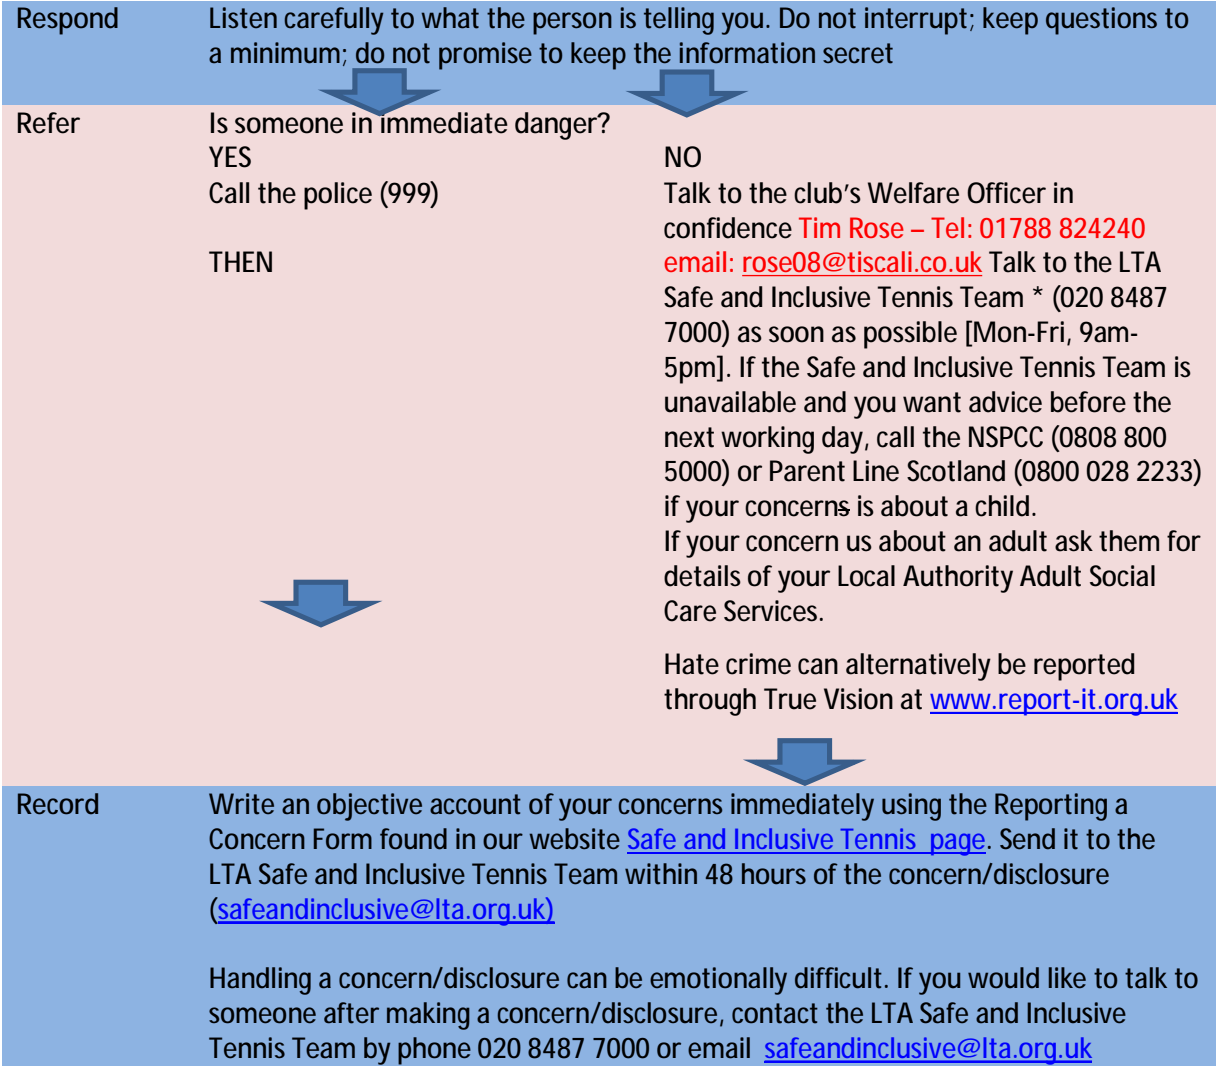 Respond
Listen carefully to what the person is telling you. Do not interrupt; keep questions to
a minimum; do not promise to keep the information secret
Refer
Is someone in immediate danger?
YES
Call the police (999)
THEN
NO
Talk to the club's Welfare Officer in
confidence Tim Rose – Tel: 01788 824240
email: rose08@tiscali.co.uk Talk to the LTA
Safe and Inclusive Tennis Team * (020 8487
7000) as soon as possible [Mon-Fri, 9am-
5pm]. If the Safe and Inclusive Tennis Team is
unavailable and you want advice before the
next working day, call the NSPCC (0808 800
5000) or Parent Line Scotland (0800 028 2233)
if your concerns is about a child.
If your concern us about an adult ask them for
details of your Local Authority Adult Social
Care Services.
Hate crime can alternatively be reported
through True Vision at www.report-it.org.uk
Record
Write an objective account of your concerns immediately using the Reporting a
Concern Form found in our website Safe and Inclusive Tennis  page. Send it to the
LTA Safe and Inclusive Tennis Team within 48 hours of the concern/disclosure
(safeandinclusive@lta.org.uk)
Handling a concern/disclosure can be emotionally difficult. If you would like to talk to
someone after making a concern/disclosure, contact the LTA Safe and Inclusive
Tennis Team by phone 020 8487 7000 or email  safeandinclusive@lta.org.uk